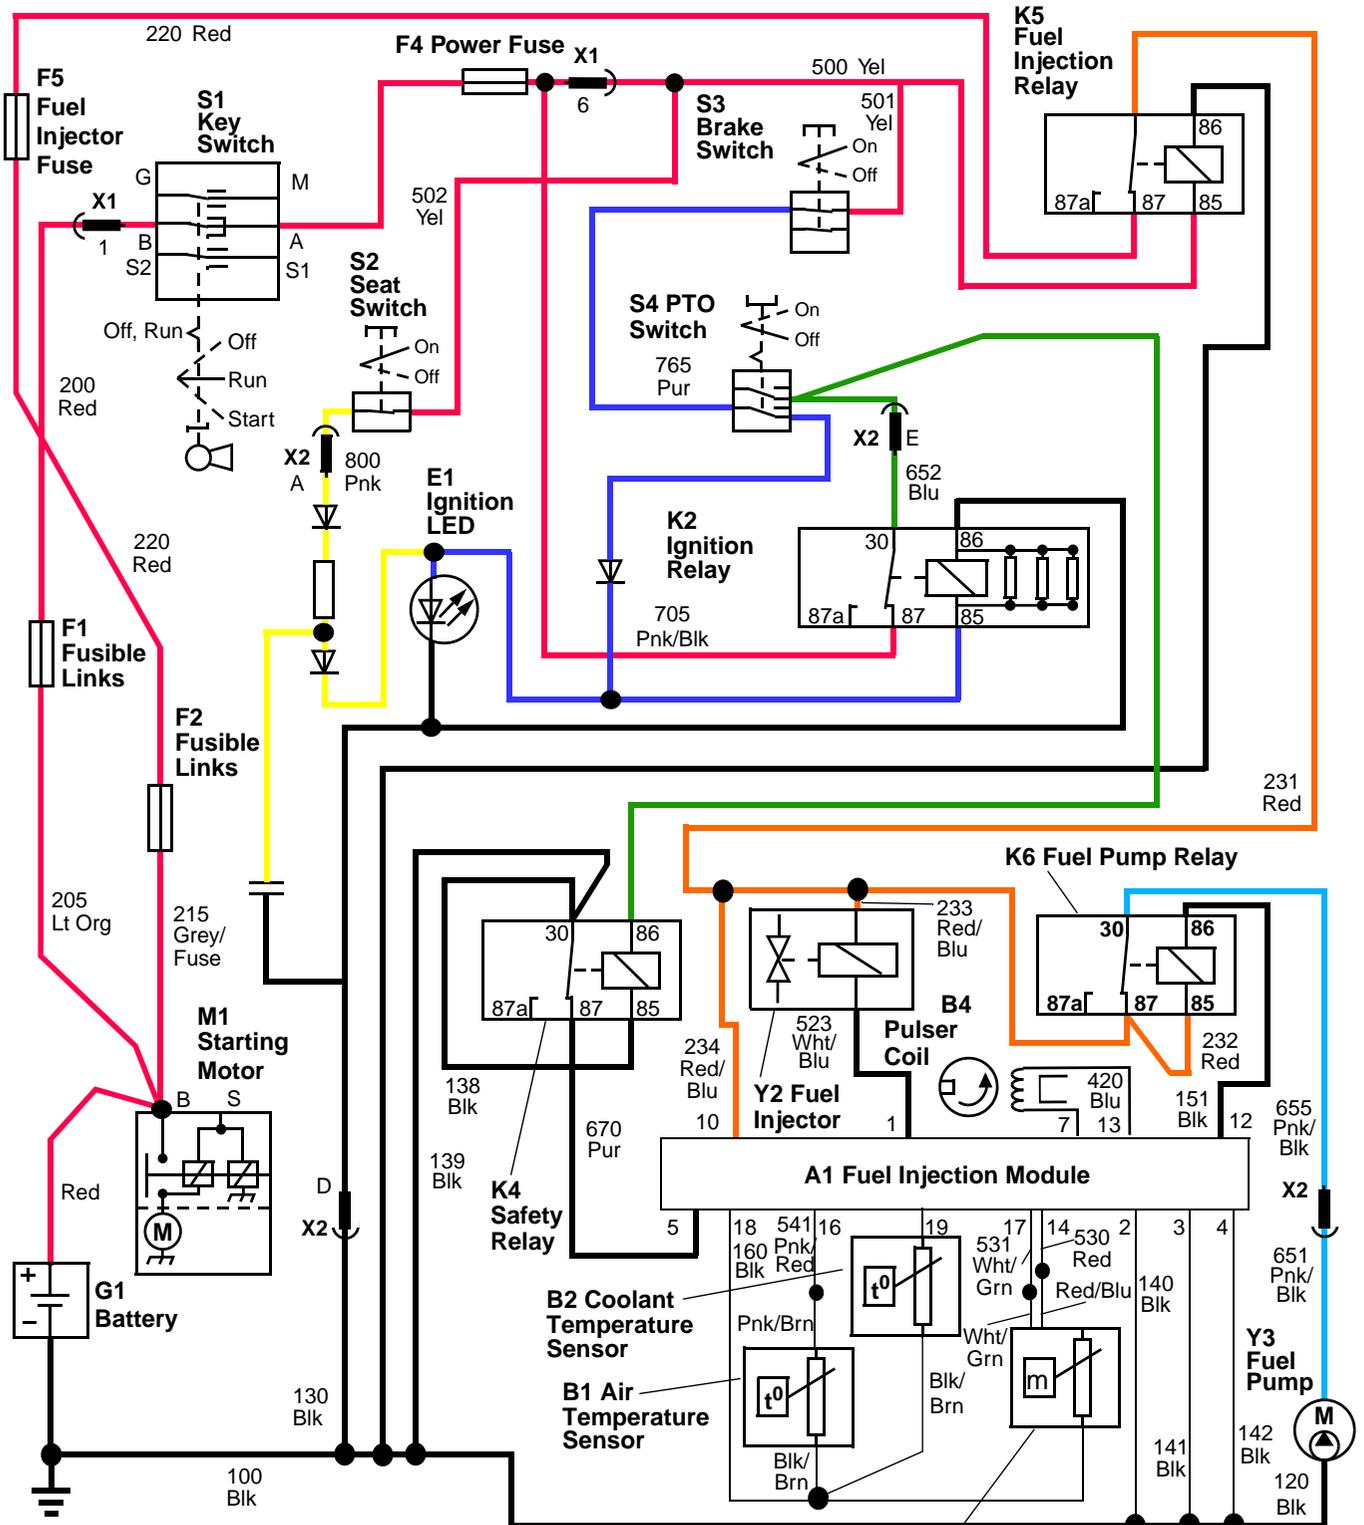 220 Red
F5
Fuel
Injector
Fuse
S1
Key
Switch
F4 Power Fuse
X1
6
500 Yel
501
Yel
S3
Brake
Switch
On
Off
K5
Fuel
Injection
Relay
86
87a
87
85
G
M
X1
1
B
A
S2
S1
502
Yel
S2
Seat
Switch
On
Off
Off, Run
Off
Run
Start
200
Red
S4 PTO
Switch
On
Off
765
Pur
X2
A
800
Pnk
X2
E
652
Blu
E1
Ignition
LED
K2
Ignition
Relay
30
86
87a
87
85
705
Pnk/Blk
220
Red
F1
Fusible
Links
F2
Fusible
Links
231
Red
K6 Fuel Pump Relay
205
Lt Org
215
Grey/
Fuse
30
86
87a
87
85
233
Red/
Blu
30
86
87a
87
85
M1
Starting
Motor
B
S
M
523
Wht/
Blu
B4
Pulser
Coil
232
Red
234
Red/
Blu
Y2 Fuel
Injector
420
Blu
151
Blk
138
Blk
670
Pur
10
1
7
13
12
655
Pnk/
Blk
139
Blk
A1 Fuel Injection Module
Red
D
X2
K4
Safety
Relay
5
18
541
Pnk/
Red
16
19
17
14
2
3
4
X2
160
Blk
531
Wht/
Grn
530
Red
651
Pnk/
Blk
+
−
G1
Battery
B2 Coolant
Temperature
Sensor
t0
Red/Blu
140
Blk
Pnk/Brn
Wht/
Grn
Y3
Fuel
Pump
M
B1 Air
Temperature
Sensor
t0
m
Blk/
Brn
130
Blk
Blk/
Brn
141
Blk
142
Blk
120
Blk
100
Blk